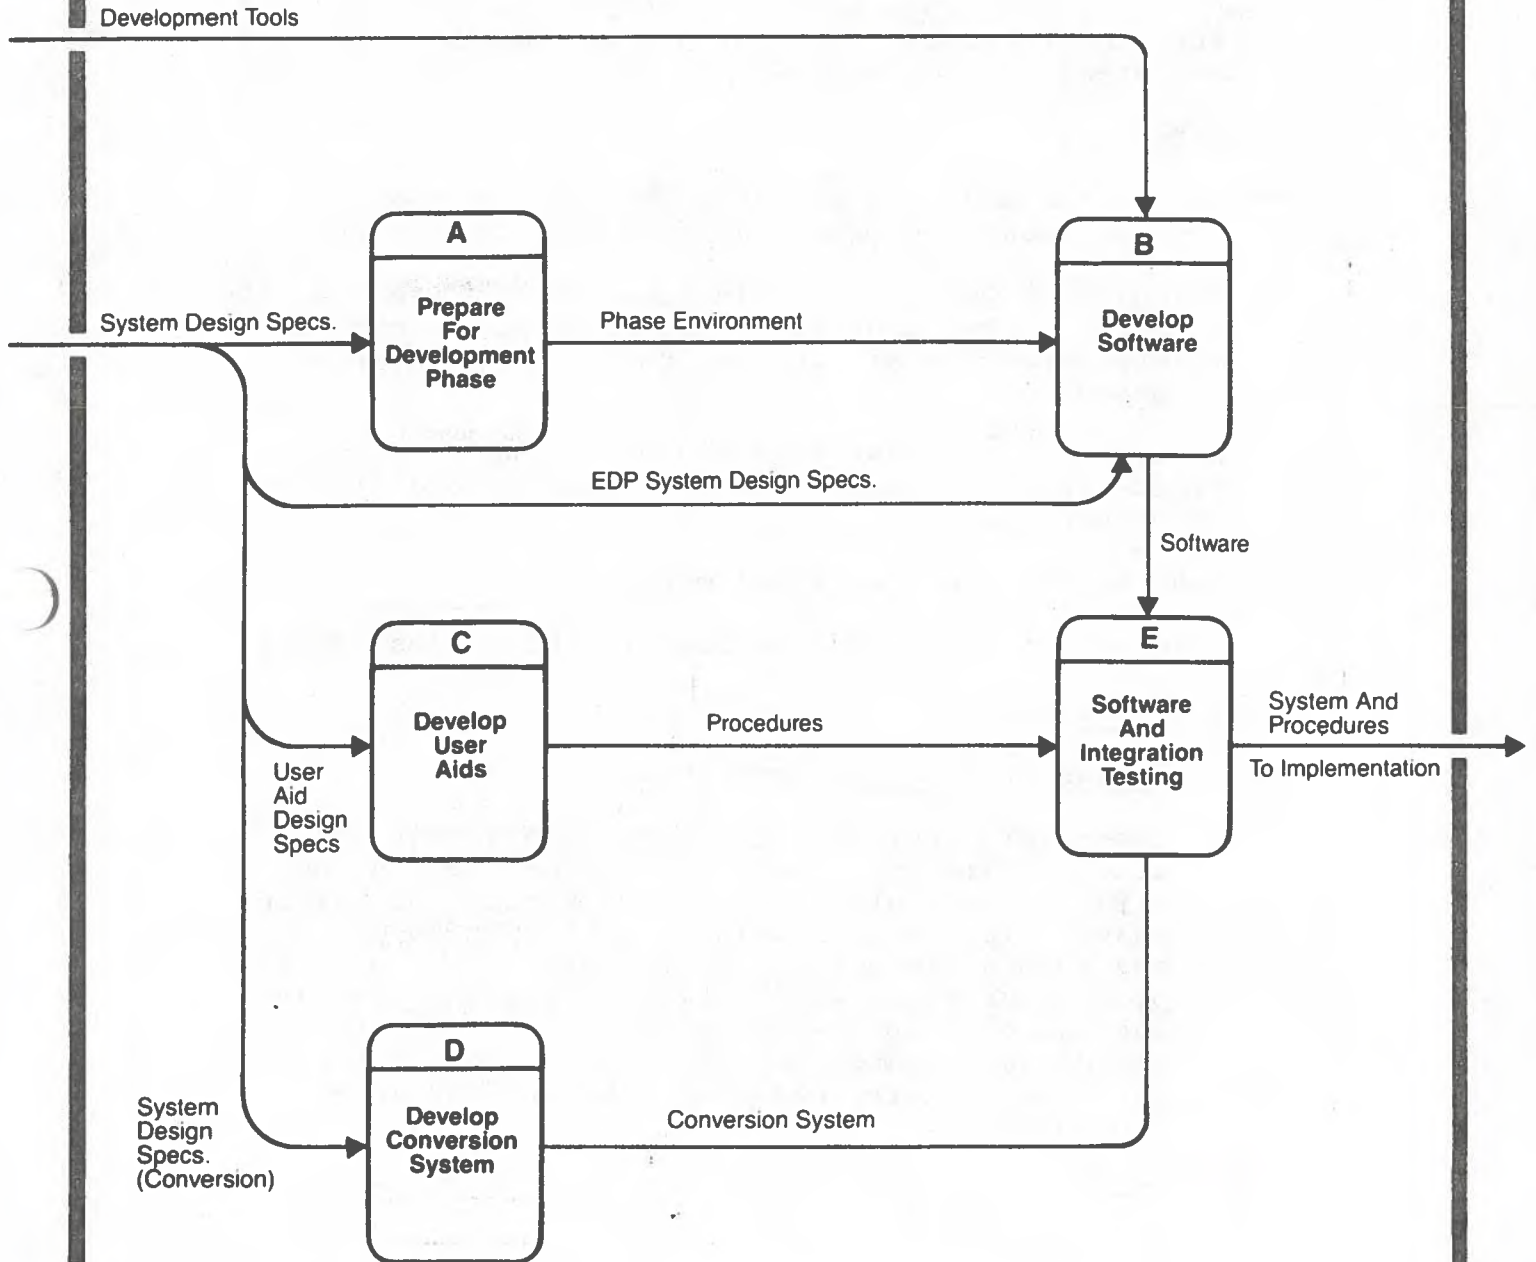 Development Tools
A
Prepare
For
Development
Phase
B
Develop
Software
System Design Specs.
Phase Environment
EDP System Design Specs.
Software
C
Develop
User
Aids
Procedures
E
Software
And
Integration
Testing
System And
Procedures
To Implementation
User
Aid
Design
Specs
D
Develop
Conversion
System
Conversion System
System
Design
Specs.
(Conversion)